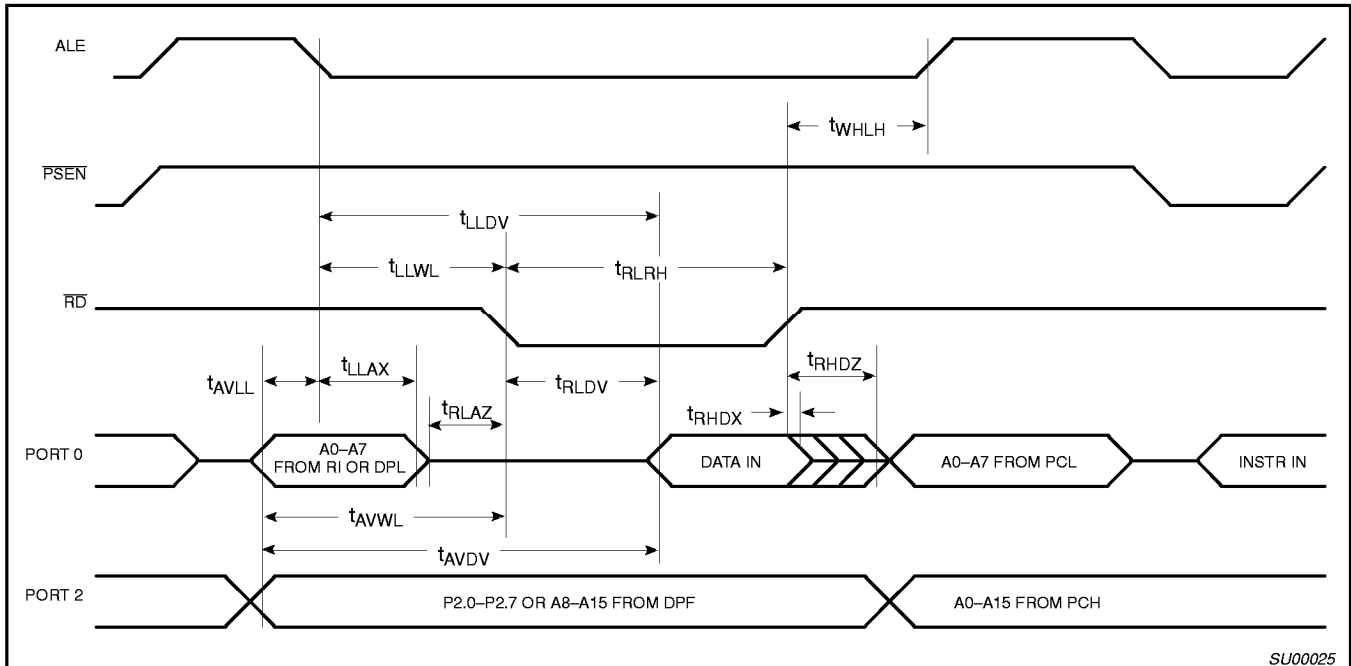 ALE
tWHLH
PSEN
tLLDV
tLLWL
tRLRH
RD
tAVLL
tLLAX
tRLAZ
tRLDV
tRHDZ
tRHDX
PORT 0
A0–A7
FROM RI OR DPL
DATA IN
A0–A7 FROM PCL
INSTR IN
tAVWL
tAVDV
PORT 2
P2.0–P2.7 OR A8–A15 FROM DPF
A0–A15 FROM PCH
SU00025